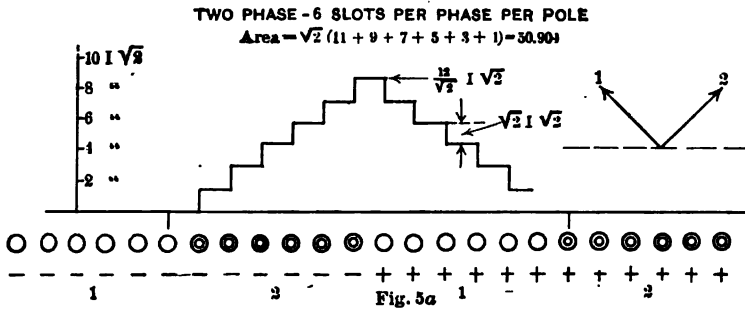 TWO PHASE - 6 SLOTS PER PHASE PER POLE
Area = √2 (11 + 9 + 7 + 5 + 3 + 1) = 50.904
10 I √2
8 "
6 "
4 "
2 "
12/√2 I √2
√2 I √2
1 2
− − − − − − − − − − − − + + + + + + + + + + + +
1 2 1 2
Fig. 5a